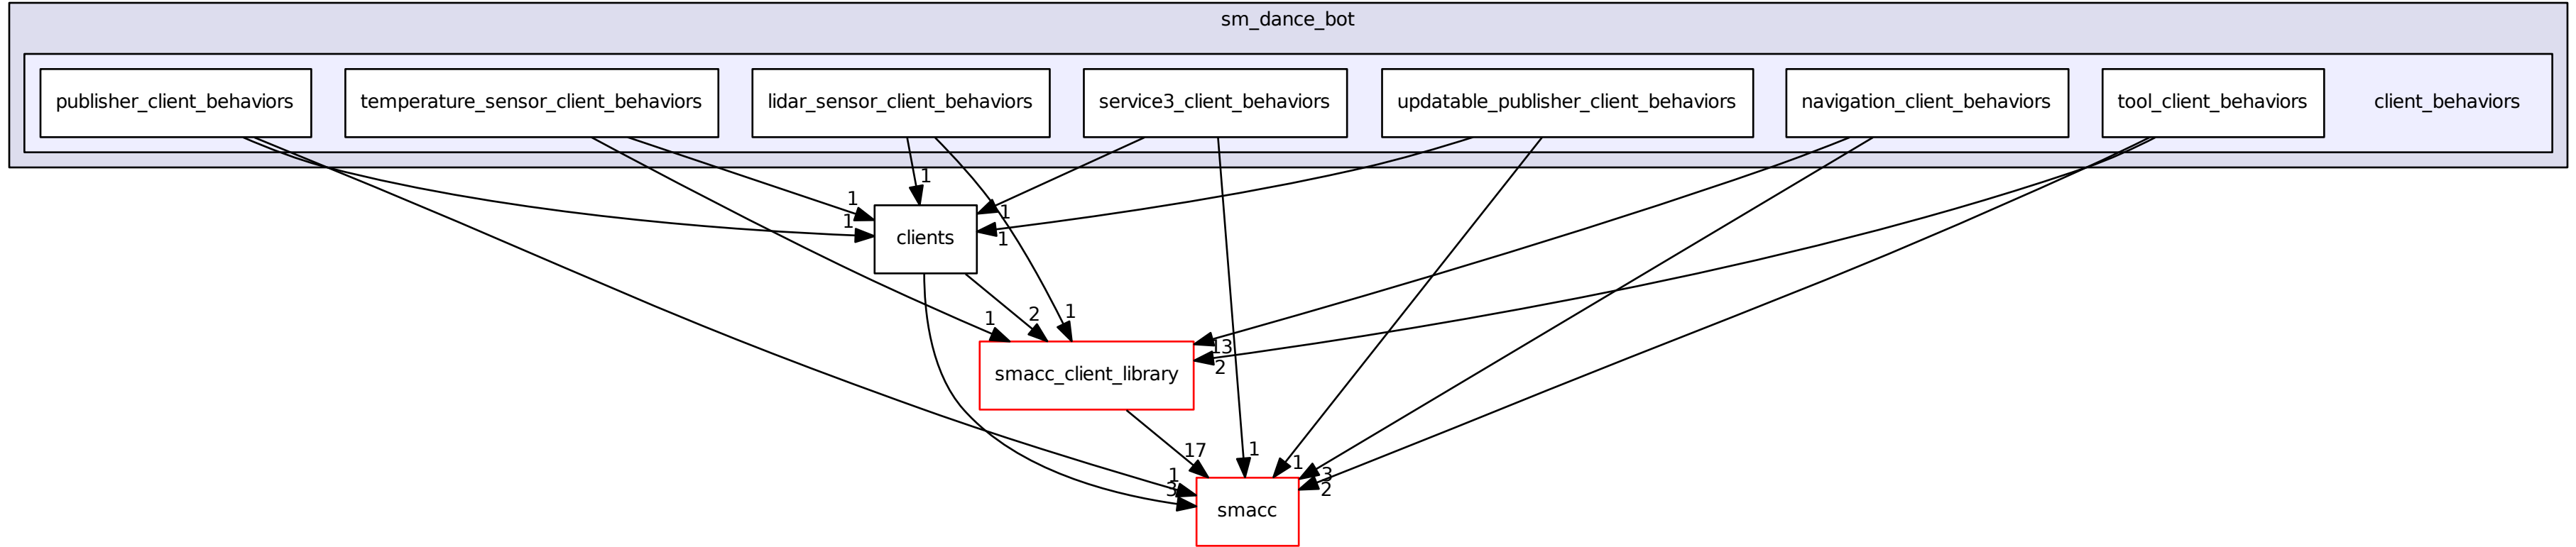 sm_dance_bot
publisher_client_behaviors
temperature_sensor_client_behaviors
lidar_sensor_client_behaviors
service3_client_behaviors
updatable_publisher_client_behaviors
navigation_client_behaviors
tool_client_behaviors
client_behaviors
1
1
1
1
1
clients
2
1
1
13
2
smacc_client_library
17
1
3
1
1
3
2
smacc